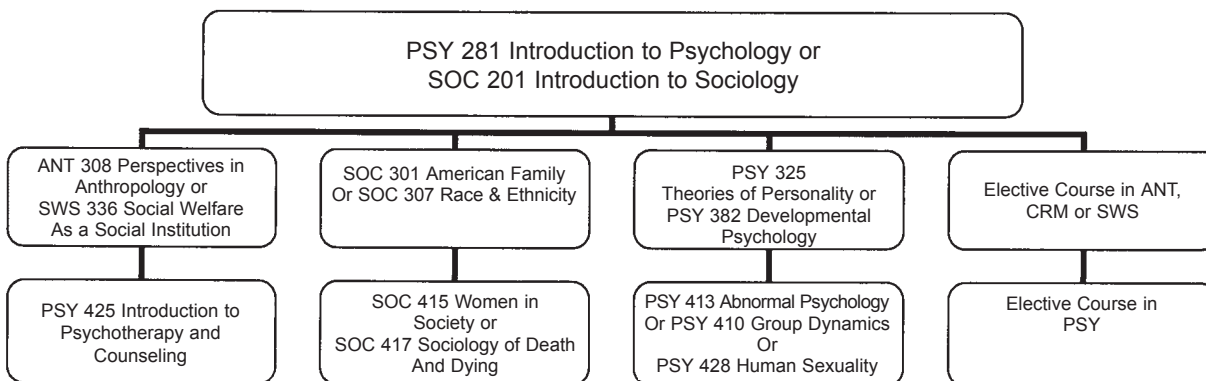 PSY 281 Introduction to Psychology or
SOC 201 Introduction to Sociology
ANT 308 Perspectives in
Anthropology or
SWS 336 Social Welfare
As a Social Institution
SOC 301 American Family
Or SOC 307 Race & Ethnicity
PSY 325
Theories of Personality or
PSY 382 Developmental
Psychology
Elective Course in ANT,
CRM or SWS
PSY 425 Introduction to
Psychotherapy and
Counseling
SOC 415 Women in
Society or
SOC 417 Sociology of Death
And Dying
PSY 413 Abnormal Psychology
Or PSY 410 Group Dynamics
Or
PSY 428 Human Sexuality
Elective Course in
PSY